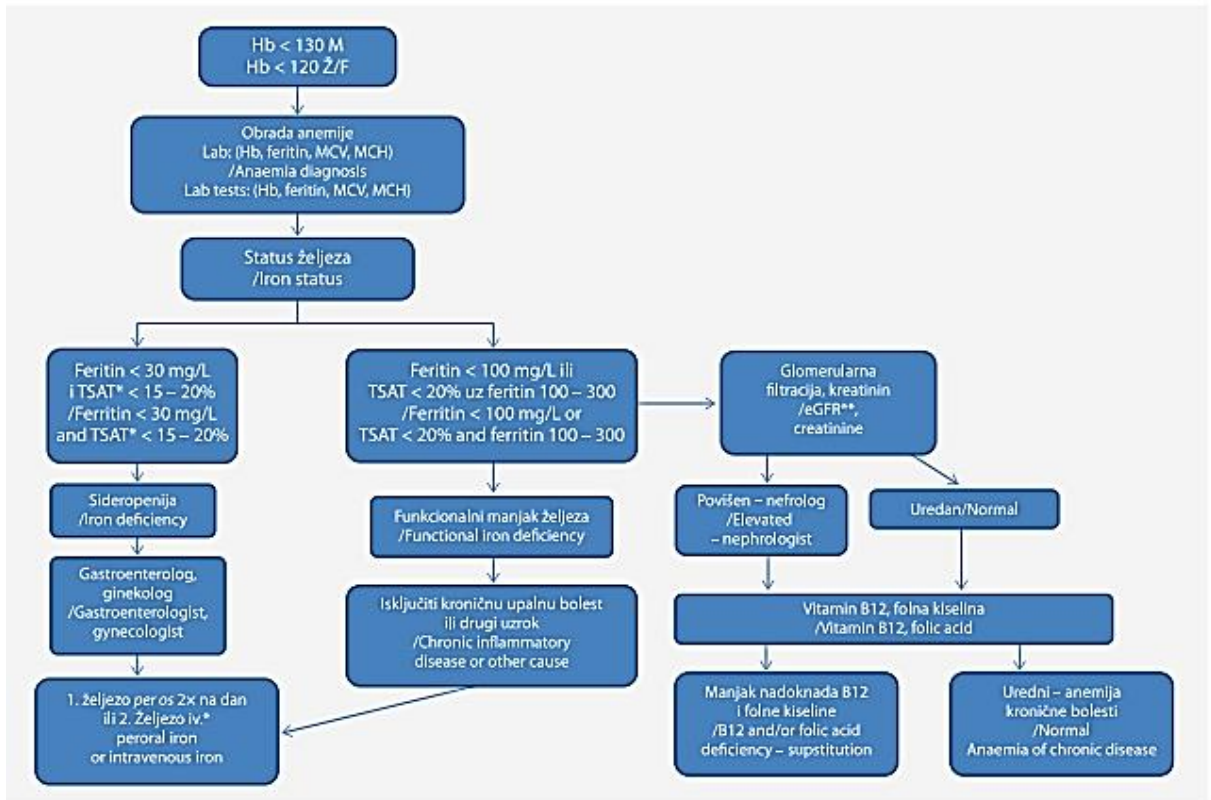 Hb < 130 M
Hb < 120 Ž/F
Obrada anemije
Lab: (Hb, feritin, MCV, MCH)
/Anaemia diagnosis
Lab tests: (Hb, feritin, MCV, MCH)
Status željeza
/Iron status
Feritin < 30 mg/L
i TSAT* < 15 – 20%
/Ferritin < 30 mg/L
and TSAT* < 15 – 20%
Feritin < 100 mg/L ili
TSAT < 20% uz feritin 100 – 300
/Ferritin < 100 mg/L or
TSAT < 20% and ferritin 100 – 300
Glomerularna
filtracija, kreatinin
/eGFR**,
creatinine
Sideropenija
/Iron deficiency
Funkcionalni manjak željeza
/Functional iron deficiency
Povišen – nefrolog
/Elevated
– nephrologist
Uredan/Normal
Gastroenterolog,
ginekolog
/Gastroenterologist,
gynecologist
Isključiti kroničnu upalnu bolest
ili drugi uzrok
/Chronic inflammatory
disease or other cause
Vitamin B12, folna kiselina
/Vitamin B12, folic acid
1. željezo per os 2x na dan
ili 2. Željezo iv.*
peroral iron
or intravenous iron
Manjak nadoknada B12
i folne kiseline
/B12 and/or folic acid
deficiency – supstitution
Uredni – anemija
kronične bolesti
/Normal
Anaemia of chronic disease